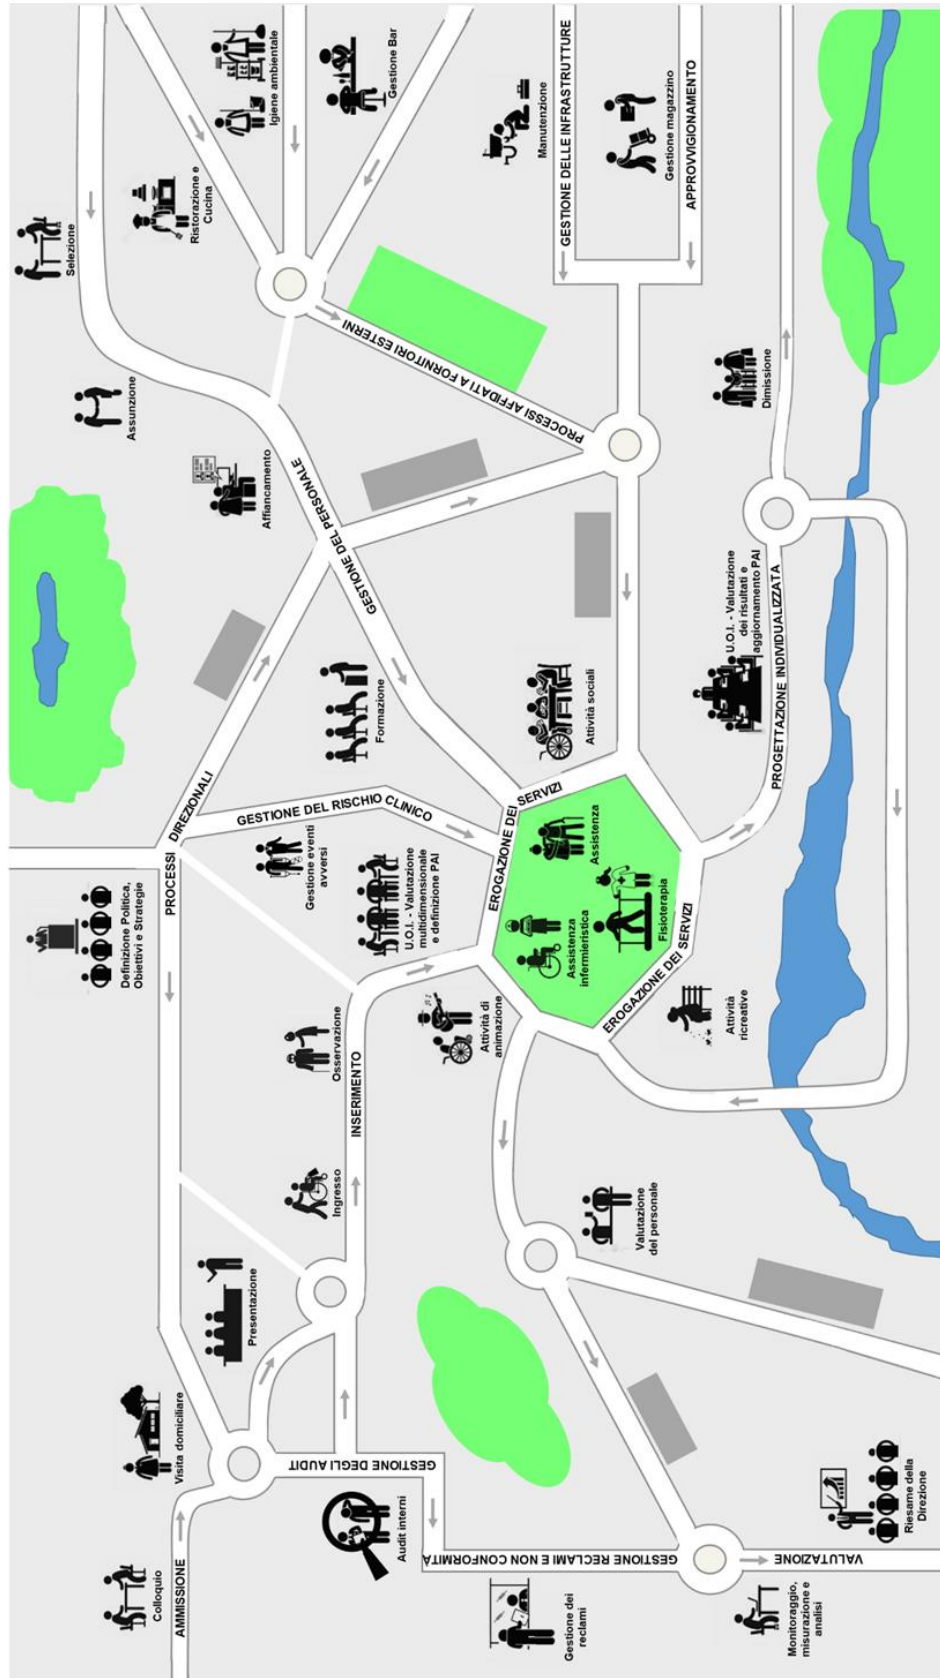 Colloquio
AMMISSIONE
Visita domiciliare
Presentazione
Definizione Politica,
Obiettivi e Strategie
PROCESSI
DIREZIONALI
Selezione
Assunzione
Affiancamento
Ristorazione e
Cucina
Igiene ambientale
Gestione Bar
GESTIONE DEL PERSONALE
PROCESSI AFFIDATI A FORNITORI ESTERNI
Formazione
GESTIONE DEL RISCHIO CLINICO
Gestione eventi
avversi
U.O.I. - Valutazione
multidimensionale
e definizione PAI
Osservazione
INSERIMENTO
Ingresso
GESTIONE DEGLI AUDIT
Audit interni
GESTIONE RECLAMI E NON CONFORMITÀ
Gestione dei
reclami
Attività di
animazione
EROGAZIONE DEI SERVIZI
Assistenza
infermieristica
Assistenza
Fisioterapia
EROGAZIONE DEI SERVIZI
Attività sociali
Manutenzione
GESTIONE DELLE INFRASTRUTTURE
Gestione magazzino
APPROVVIGIONAMENTO
Valutazione
del personale
Attività
ricreative
U.O.I. - Valutazione
dei risultati e
aggiornamento PAI
PROGETTAZIONE INDIVIDUALIZZATA
Dimissione
Monitoraggio,
misurazione e
analisi
VALUTAZIONE
Riesame della
Direzione